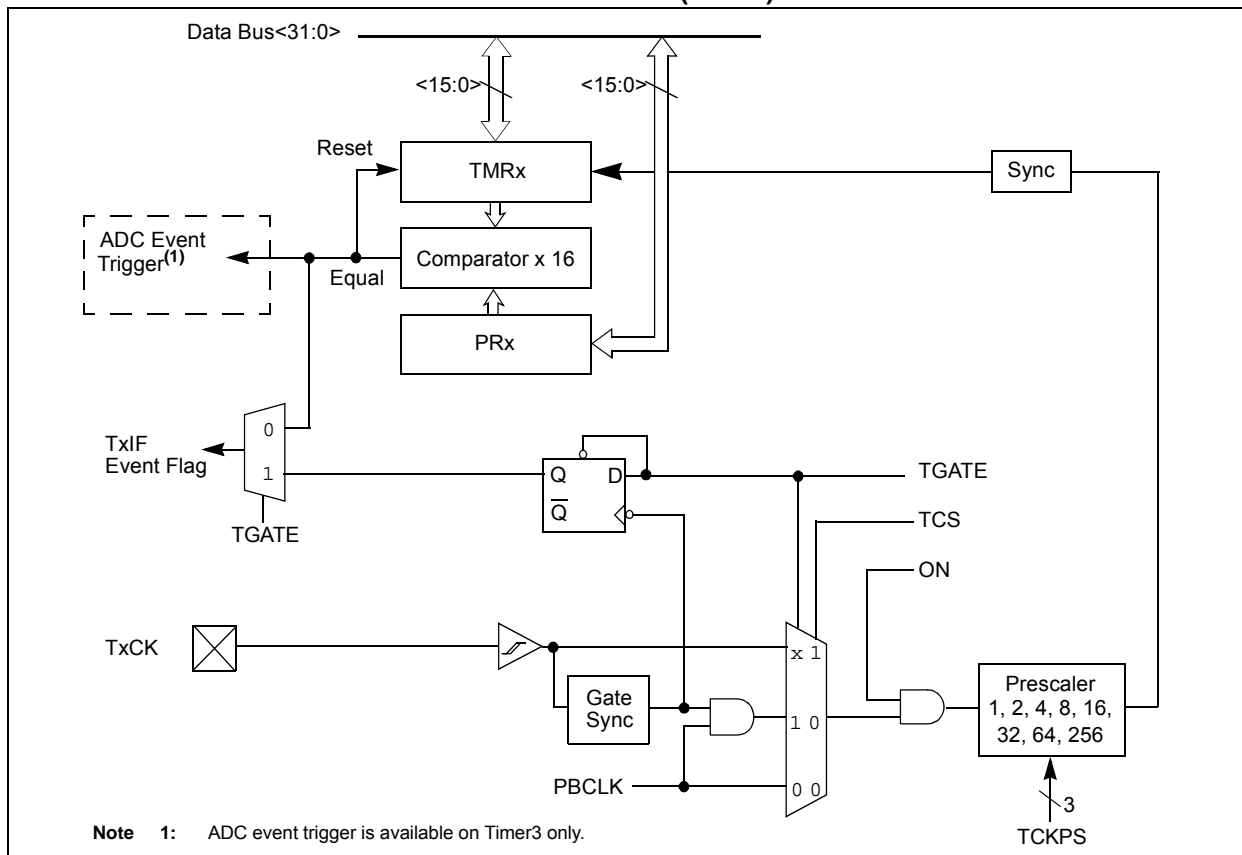 Data Bus<31:0>
<15:0>
<15:0>
Reset
TMRx
Sync
ADC Event
Trigger(1)
Equal
Comparator x 16
PRx
0
TxIF
Event Flag
1
Q
D
Q
TGATE
TGATE
TCS
ON
TxCK
x 1
Gate
Sync
1 0
Prescaler
1, 2, 4, 8, 16,
32, 64, 256
PBCLK
0 0
3
TCKPS
Note 1: ADC event trigger is available on Timer3 only.